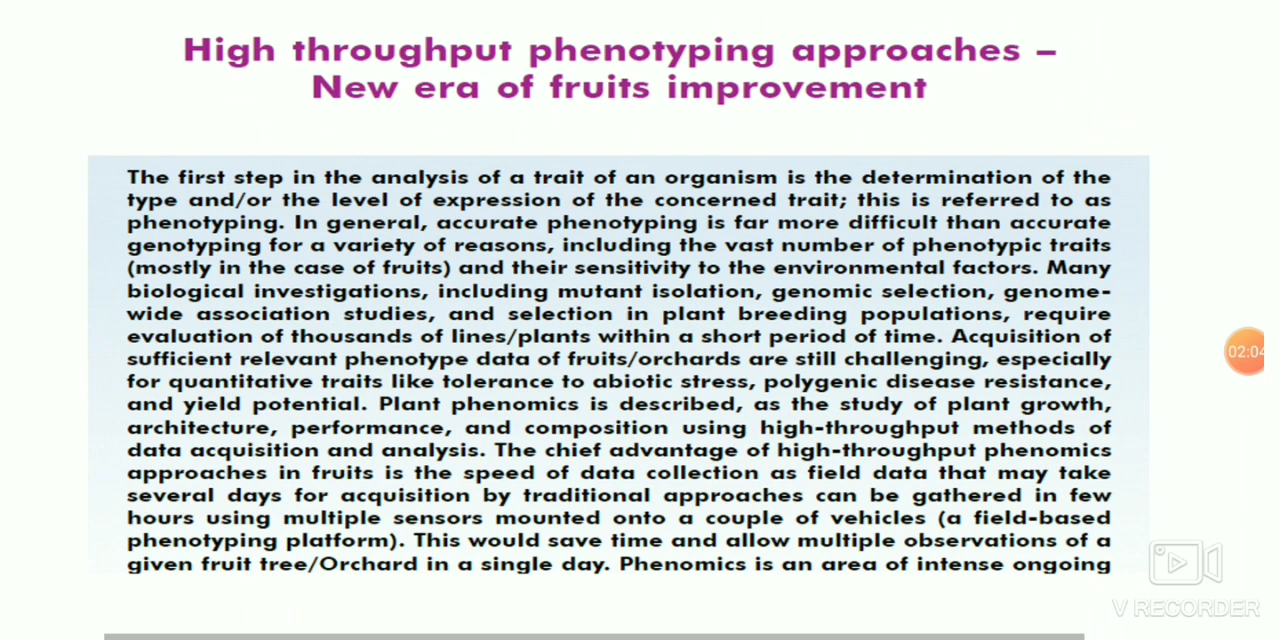 High throughput phenotyping approaches –
New era of fruits improvement
The first step in the analysis of a trait of an organism is the determination of the
type and/or the level of expression of the concerned trait; this is referred to as
phenotyping. In general, accurate phenotyping is far more difficult than accurate
genotyping for a variety of reasons, including the vast number of phenotypic traits
(mostly in the case of fruits) and their sensitivity to the environmental factors. Many
biological investigations, including mutant isolation, genomic selection, genome-
wide association studies, and selection in plant breeding populations, require
evaluation of thousands of lines/plants within a short period of time. Acquisition of
sufficient relevant phenotype data of fruits/orchards are still challenging, especially
for quantitative traits like tolerance to abiotic stress, polygenic disease resistance,
and yield potential. Plant phenomics is described, as the study of plant growth,
architecture, performance, and composition using high-throughput methods of
data acquisition and analysis. The chief advantage of high-throughput phenomics
approaches in fruits is the speed of data collection as field data that may take
several days for acquisition by traditional approaches can be gathered in few
hours using multiple sensors mounted onto a couple of vehicles (a field-based
phenotyping platform). This would save time and allow multiple observations of a
given fruit tree/Orchard in a single day. Phenomics is an area of intense ongoing
02:04
V RECORDER